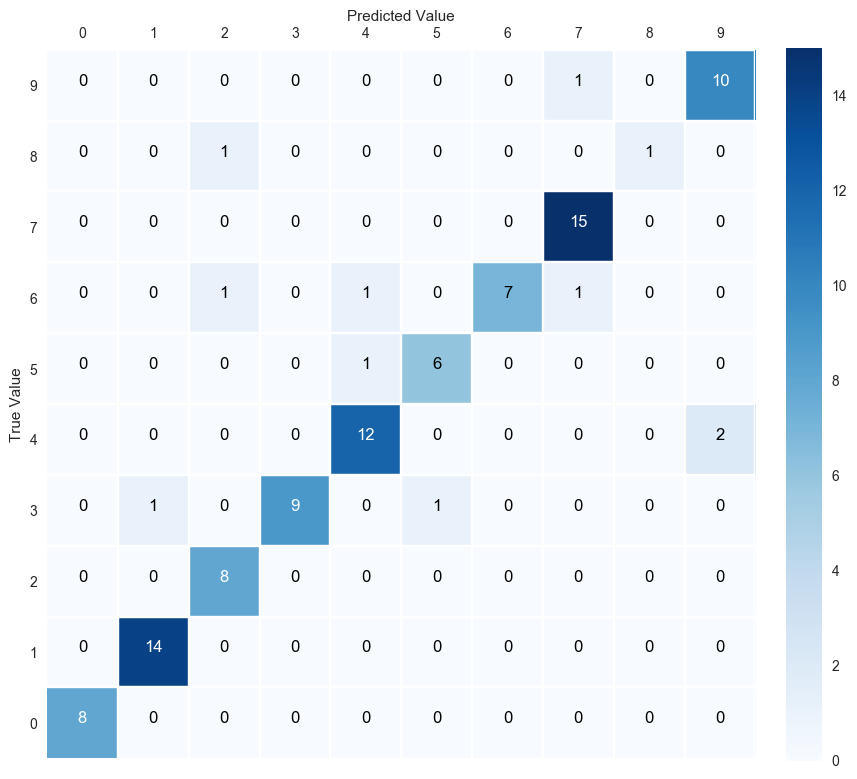 Predicted Value
0 1 2 3 4 5 6 7 8 9
9 0 0 0 0 0 0 0 1 0 10
8 0 0 1 0 0 0 0 0 1 0
7 0 0 0 0 0 0 0 15 0 0
6 0 0 1 0 1 0 7 1 0 0
5 0 0 0 0 1 6 0 0 0 0
4 0 0 0 0 12 0 0 0 0 2
3 0 1 0 9 0 1 0 0 0 0
2 0 0 8 0 0 0 0 0 0 0
1 0 14 0 0 0 0 0 0 0 0
0 8 0 0 0 0 0 0 0 0 0
True Value
14
12
10
8
6
4
2
0